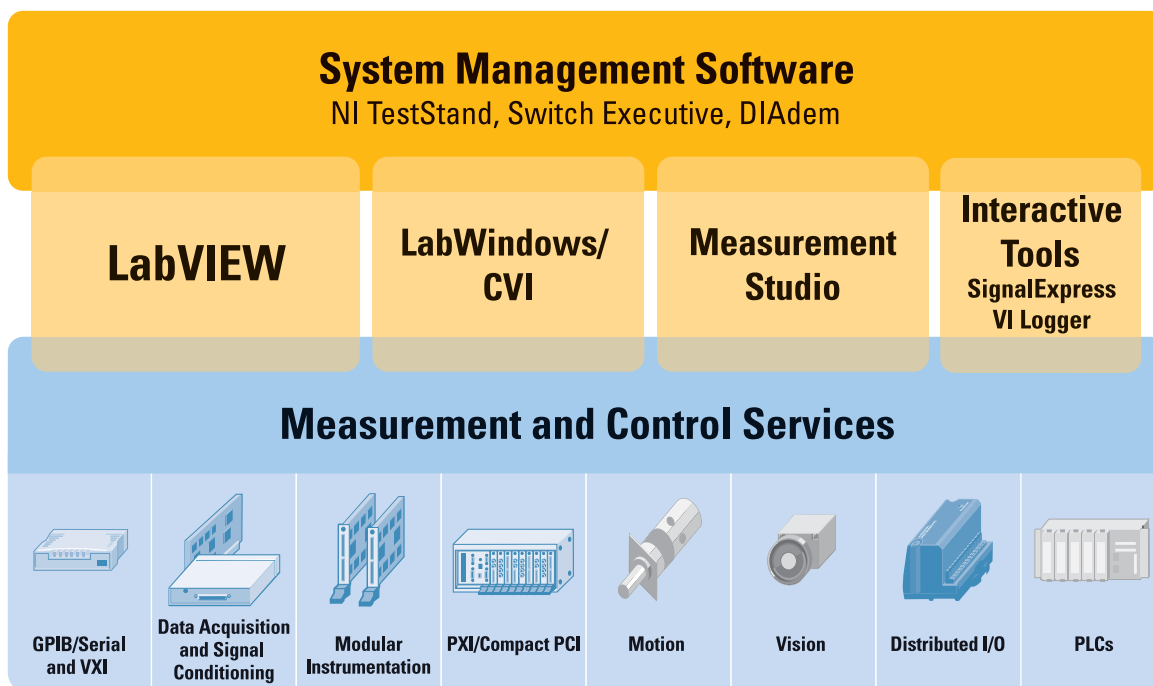 System Management Software
NI TestStand, Switch Executive, DIAdem
LabVIEW
LabWindows/
CVI
Measurement
Studio
Interactive
Tools
SignalExpress
VI Logger
Measurement and Control Services
GPIB/Serial
and VXI
Data Acquisition
and Signal
Conditioning
Modular
Instrumentation
PXI/Compact PCI
Motion
Vision
Distributed I/O
PLCs